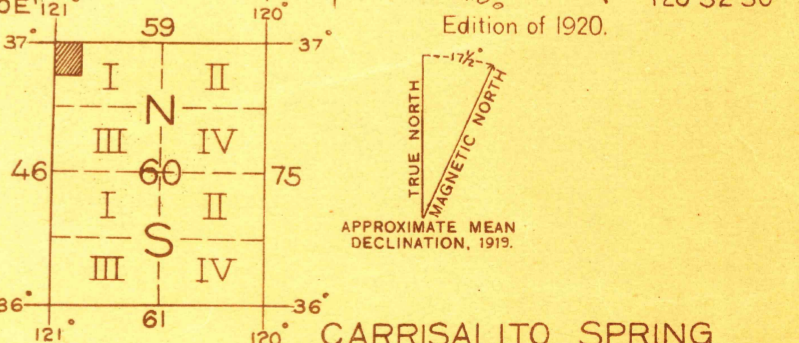 121° 120°
Edition of 1920.
59
37° 37°
I II
N
III IV
46 60 75
I II
S
III IV
36° 36°
61
121° 120°
17½°
TRUE NORTH
MAGNETIC NORTH
APPROXIMATE MEAN
DECLINATION, 1919.
CARRISALITO SPRING